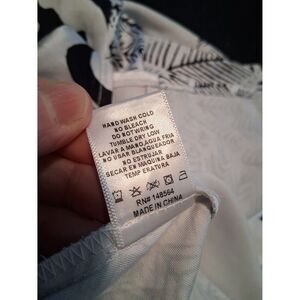 HAND WASH COLD
NO BLEACH
DO NOT WRING
TUMBLE DRY LOW
LAVAR A MANO,AGUA FRIA
NO USAR BLANQUEADOR
NO ESTRUJAR
SECAR EM MAQUINA BAJA
TEMP ERATURA
RN# 148564
MADE IN CHINA